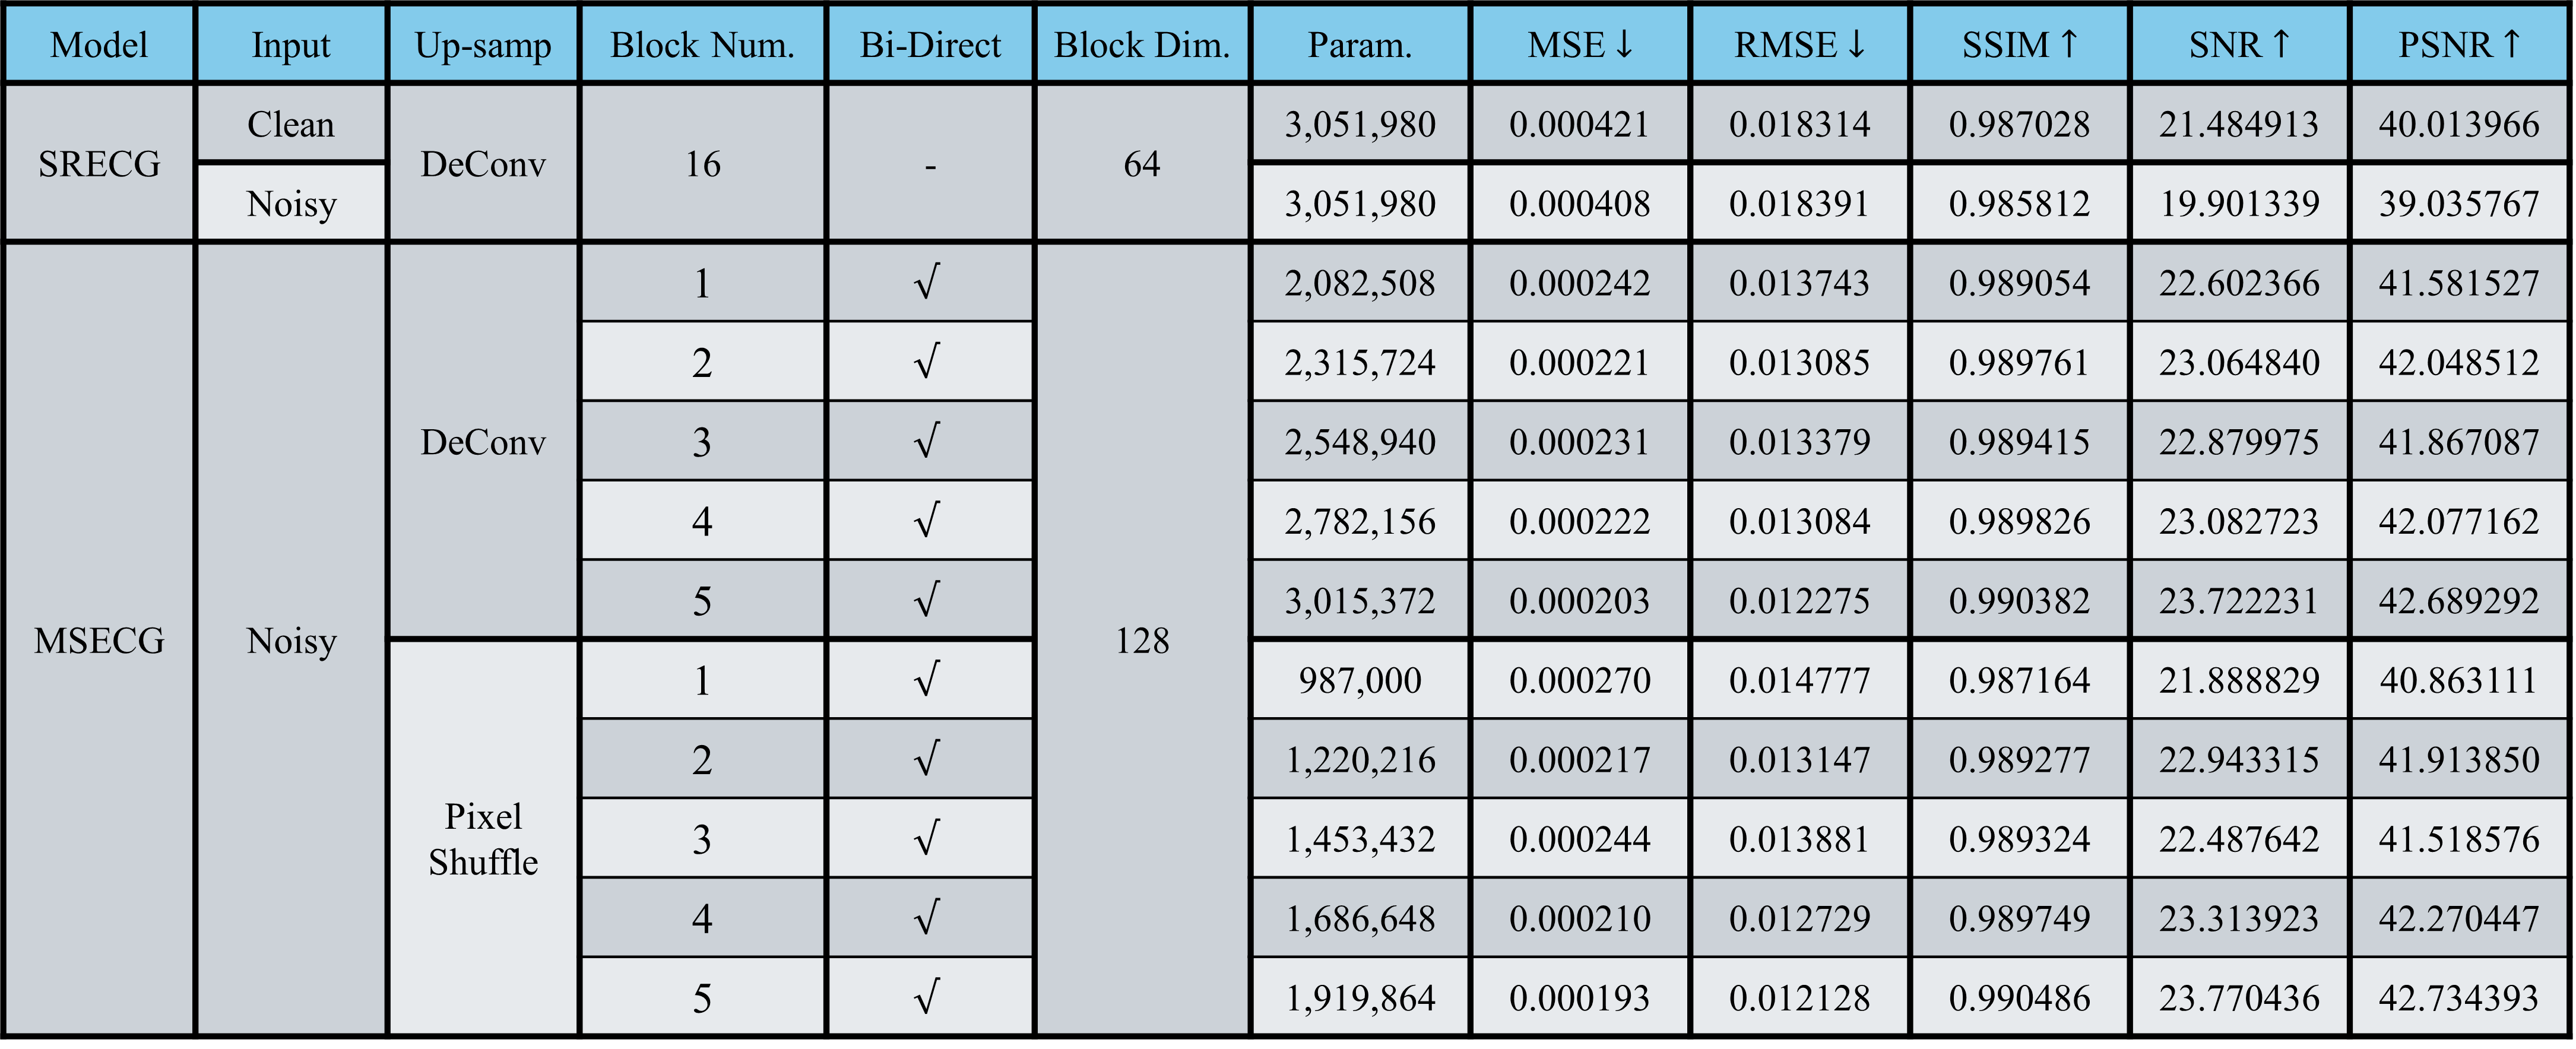 Model Input Up-samp Block Num. Bi-Direct Block Dim. Param. MSE↓ RMSE↓ SSIM↑ SNR↑ PSNR↑
SRECG Clean DeConv 16 - 64 3,051,980 0.000421 0.018314 0.987028 21.484913 40.013966
Noisy 3,051,980 0.000408 0.018391 0.985812 19.901339 39.035767
MSECG Noisy DeConv 1 √ 128 2,082,508 0.000242 0.013743 0.989054 22.602366 41.581527
2 √ 2,315,724 0.000221 0.013085 0.989761 23.064840 42.048512
3 √ 2,548,940 0.000231 0.013379 0.989415 22.879975 41.867087
4 √ 2,782,156 0.000222 0.013084 0.989826 23.082723 42.077162
5 √ 3,015,372 0.000203 0.012275 0.990382 23.722231 42.689292
Pixel
Shuffle
1 √ 987,000 0.000270 0.014777 0.987164 21.888829 40.863111
2 √ 1,220,216 0.000217 0.013147 0.989277 22.943315 41.913850
3 √ 1,453,432 0.000244 0.013881 0.989324 22.487642 41.518576
4 √ 1,686,648 0.000210 0.012729 0.989749 23.313923 42.270447
5 √ 1,919,864 0.000193 0.012128 0.990486 23.770436 42.734393